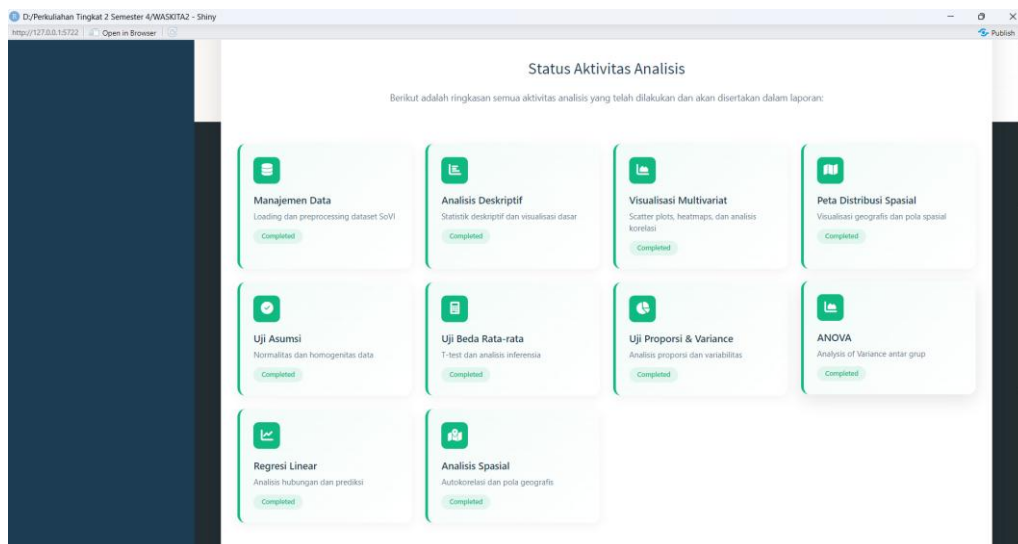 D:/Perkuliahan Tingkat 2 Semester 4/WASKITA2 - Shiny
http://127.0.0.1:5722 Open in Browser Publish
Status Aktivitas Analisis
Berikut adalah ringkasan semua aktivitas analisis yang telah dilakukan dan akan disertakan dalam laporan:
Manajemen Data
Loading dan preprocessing dataset SoVI
Completed
Analisis Deskriptif
Statistik deskriptif dan visualisasi dasar
Completed
Visualisasi Multivariat
Scatter plots, heatmaps, dan analisis
korelasi
Completed
Peta Distribusi Spasial
Visualisasi geografis dan pola spasial
Completed
Uji Asumsi
Normalitas dan homogenitas data
Completed
Uji Beda Rata-rata
T-test dan analisis inferensia
Completed
Uji Proporsi & Variance
Analisis proporsi dan variabilitas
Completed
ANOVA
Analysis of Variance antar grup
Completed
Regresi Linear
Analisis hubungan dan prediksi
Completed
Analisis Spasial
Autokorelasi dan pola geografis
Completed